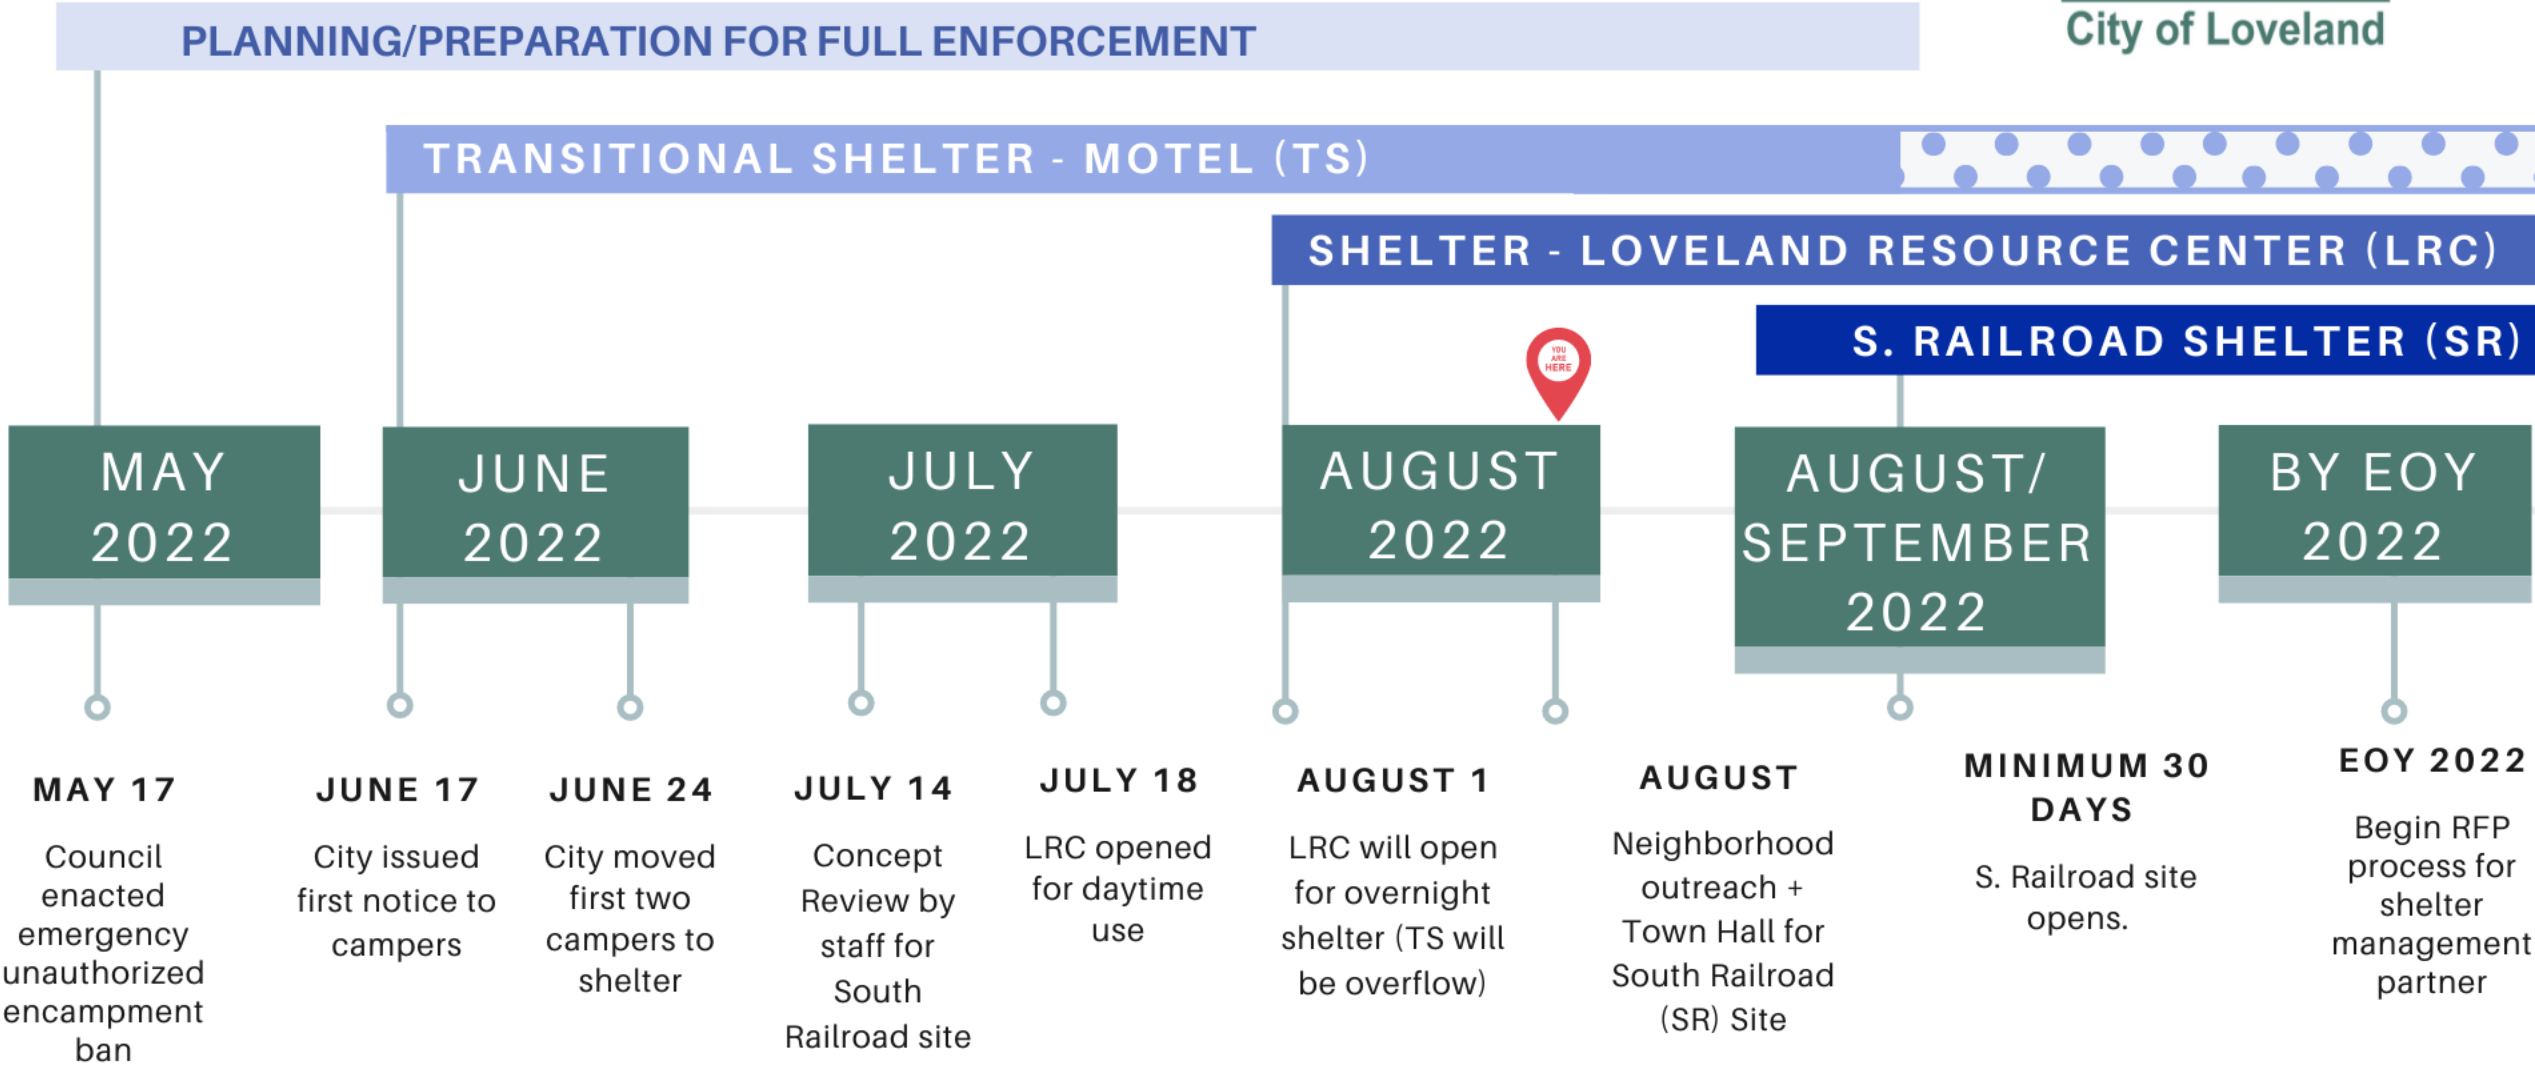 PLANNING/PREPARATION FOR FULL ENFORCEMENT
City of Loveland
TRANSITIONAL SHELTER - MOTEL (TS)
SHELTER - LOVELAND RESOURCE CENTER (LRC)
S. RAILROAD SHELTER (SR)
YOU
ARE
HERE
MAY
2022
JUNE
2022
JULY
2022
AUGUST
2022
AUGUST/
SEPTEMBER
2022
BY EOY
2022
MAY 17
Council
enacted
emergency
unauthorized
encampment
ban
JUNE 17
City issued
first notice to
campers
JUNE 24
City moved
first two
campers to
shelter
JULY 14
Concept
Review by
staff for
South
Railroad site
JULY 18
LRC opened
for daytime
use
AUGUST 1
LRC will open
for overnight
shelter (TS will
be overflow)
AUGUST
Neighborhood
outreach +
Town Hall for
South Railroad
(SR) Site
MINIMUM 30
DAYS
S. Railroad site
opens.
EOY 2022
Begin RFP
process for
shelter
management
partner